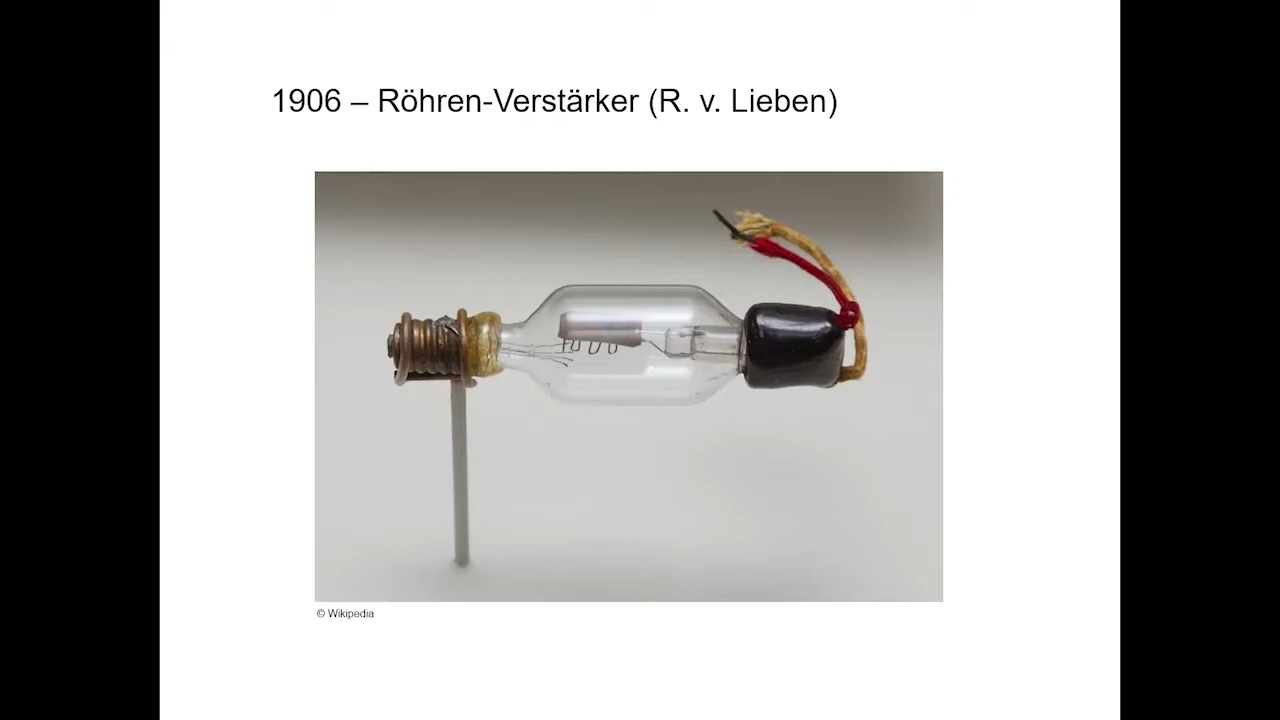 1906 – Röhren-Verstärker (R. v. Lieben)
© Wikipedia